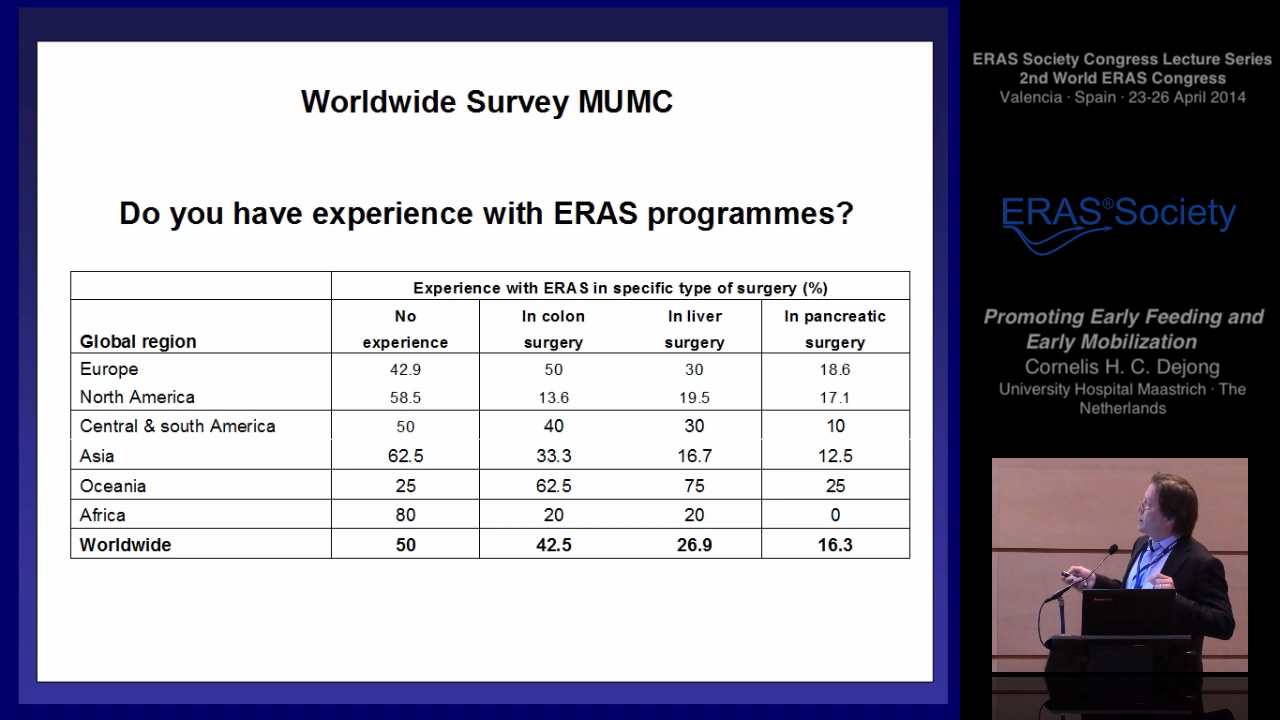 Worldwide Survey MUMC
Do you have experience with ERAS programmes?
Experience with ERAS in specific type of surgery (%)
Global region No experience In colon surgery In liver surgery In pancreatic surgery
Europe 42.9 50 30 18.6
North America 58.5 13.6 19.5 17.1
Central & south America 50 40 30 10
Asia 62.5 33.3 16.7 12.5
Oceania 25 62.5 75 25
Africa 80 20 20 0
Worldwide 50 42.5 26.9 16.3
ERAS Society Congress Lecture Series
2nd World ERAS Congress
Valencia · Spain · 23-26 April 2014
ERAS®Society
Promoting Early Feeding and
Early Mobilization
Cornelis H. C. Dejong
University Hospital Maastrich · The
Netherlands